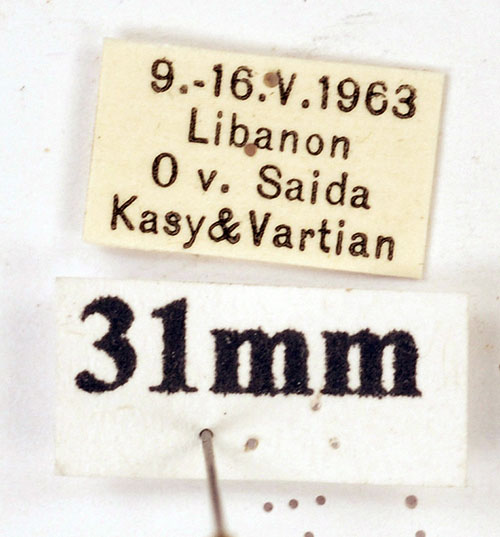 9.-16.V.1963
Libanon
O v. Saida
Kasy&Vartian
31mm